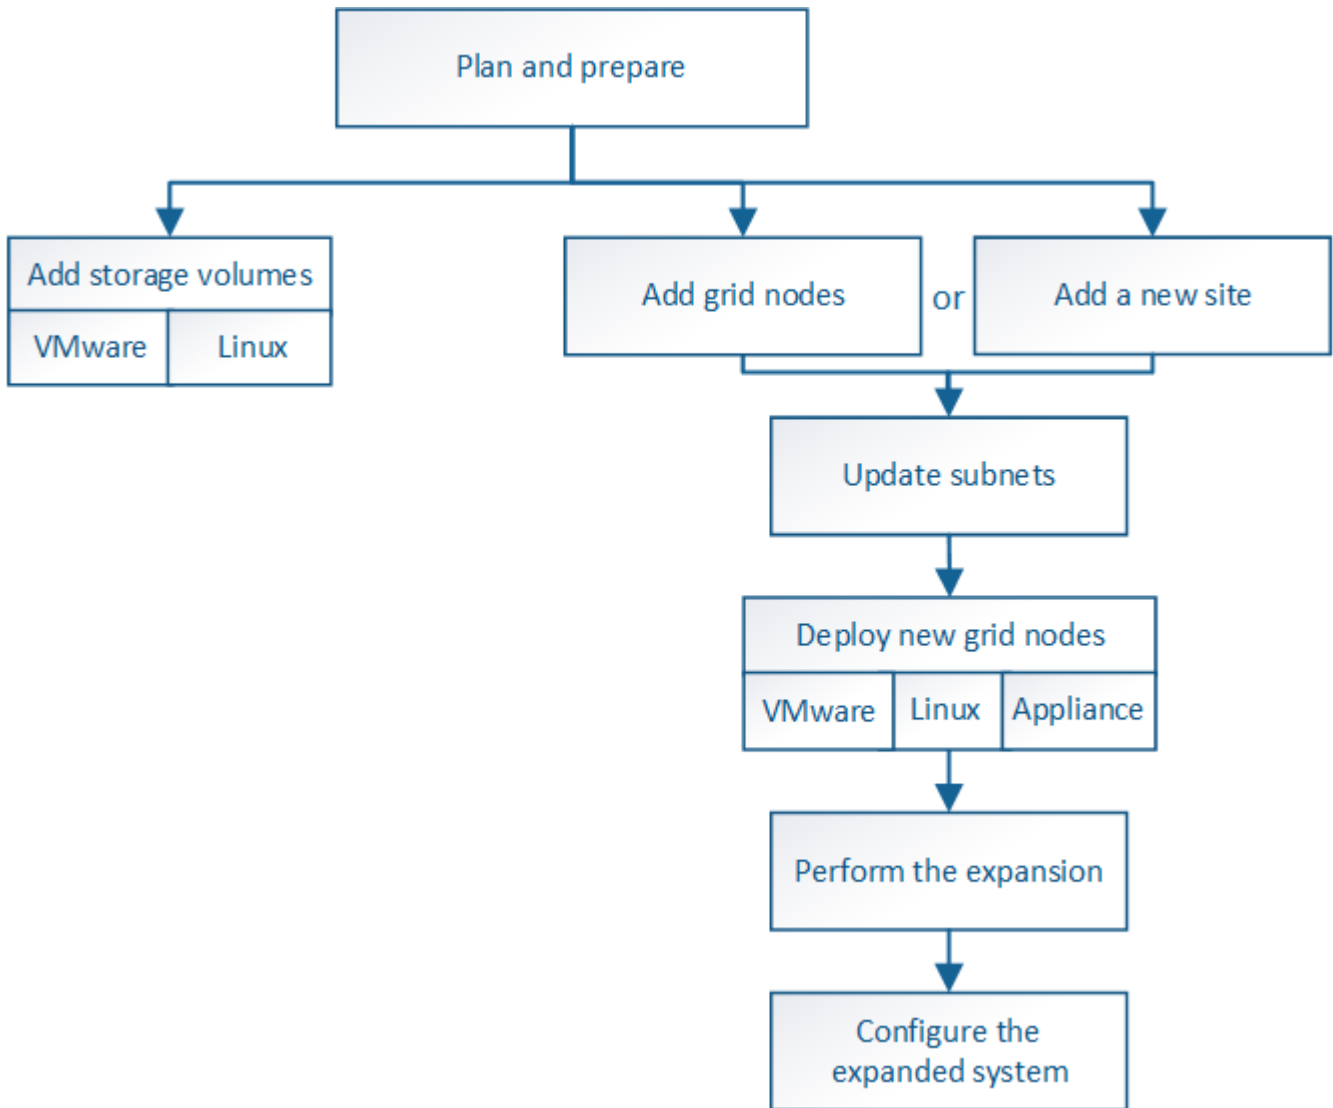 Plan and prepare
Add storage volumes
VMware
Linux
Add grid nodes
or
Add a new site
Update subnets
Deploy new grid nodes
VMware
Linux
Appliance
Perform the expansion
Configure the
expanded system